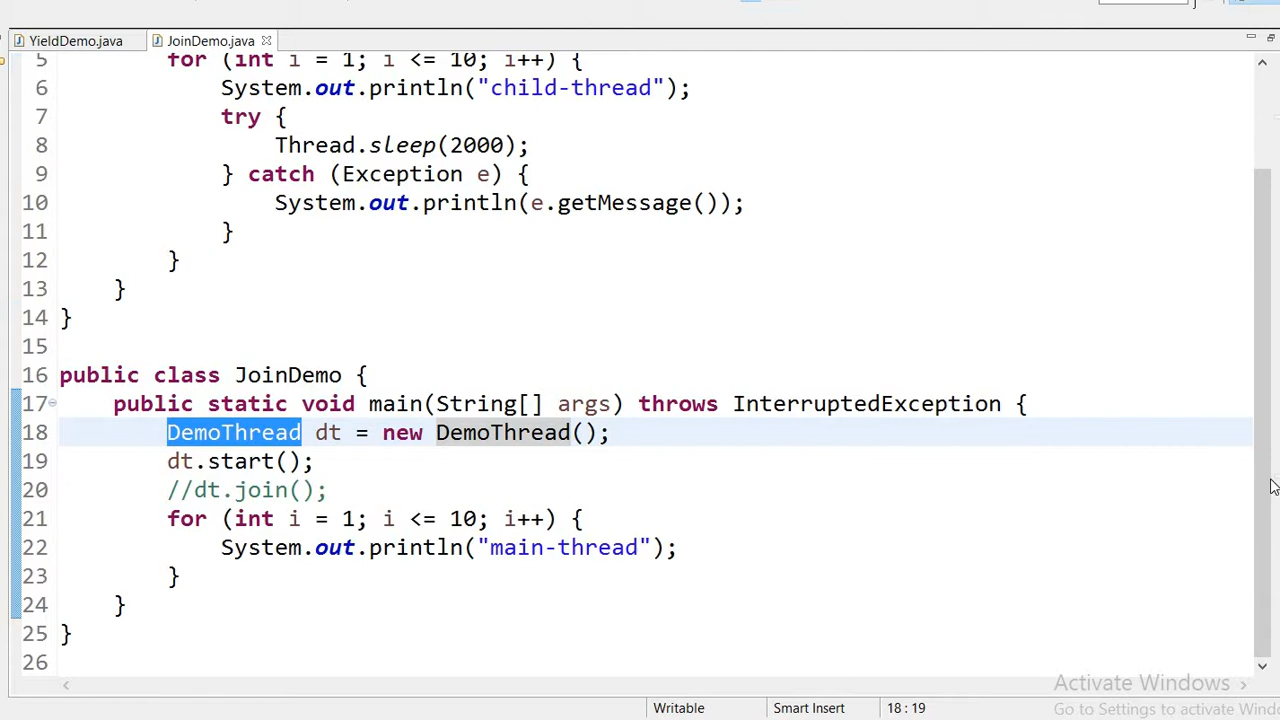 YieldDemo.java JoinDemo.java
5 for (int i = 1; i <= 10; i++) {
6 System.out.println("child-thread");
7 try {
8 Thread.sleep(2000);
9 } catch (Exception e) {
10 System.out.println(e.getMessage());
11 }
12 }
13 }
14 }
15
16 public class JoinDemo {
17 public static void main(String[] args) throws InterruptedException {
18 DemoThread dt = new DemoThread();
19 dt.start();
20 //dt.join();
21 for (int i = 1; i <= 10; i++) {
22 System.out.println("main-thread");
23 }
24 }
25 }
26
Activate Windows
Go to Settings to activate Windows
Writable Smart Insert 18 : 19